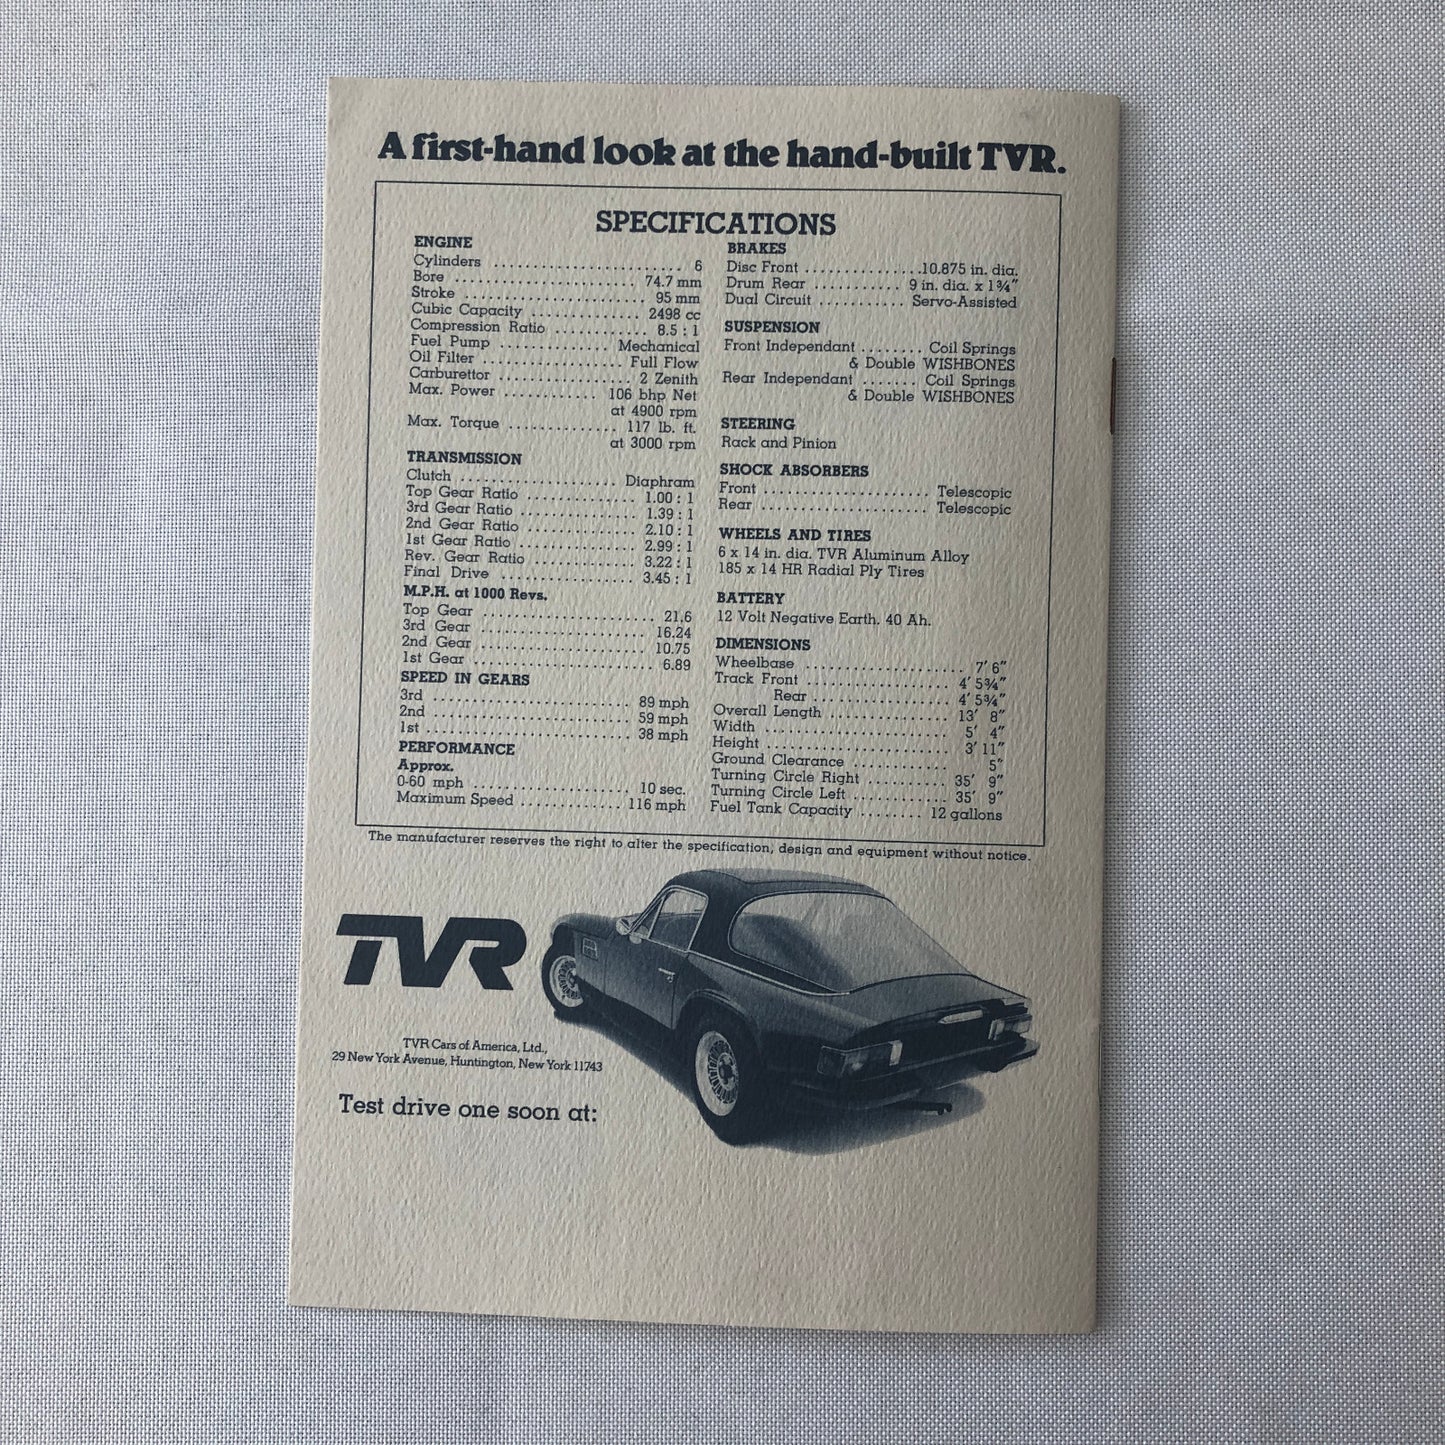 A first-hand look at the hand-built TVR.
SPECIFICATIONS
ENGINE
Cylinders ........................ 6
Bore ........................ 74.7 mm
Stroke ........................ 95 mm
Cubic Capacity .............. 2498 cc
Compression Ratio ............ 8.5 : 1
Fuel Pump .............. Mechanical
Oil Filter .................. Full Flow
Carburettor .................. 2 Zenith
Max. Power ............ 106 bhp Net
at 4900 rpm
Max. Torque .............. 117 lb. ft.
at 3000 rpm
TRANSMISSION
Clutch .................... Diaphram
Top Gear Ratio .............. 1.00 : 1
3rd Gear Ratio .............. 1.39 : 1
2nd Gear Ratio .............. 2.10 : 1
1st Gear Ratio .............. 2.99 : 1
Rev. Gear Ratio ............. 3.22 : 1
Final Drive ................. 3.45 : 1
M.P.H. at 1000 Revs.
Top Gear ...................... 21.6
3rd Gear ..................... 16.24
2nd Gear ..................... 10.75
1st Gear ....................... 6.89
SPEED IN GEARS
3rd ......................... 89 mph
2nd ......................... 59 mph
1st .......................... 38 mph
PERFORMANCE
Approx.
0-60 mph .................... 10 sec.
Maximum Speed ............. 116 mph
BRAKES
Disc Front ............... 10.875 in. dia.
Drum Rear ........... 9 in. dia. x 1¾"
Dual Circuit ........... Servo-Assisted
SUSPENSION
Front Independant ........ Coil Springs
& Double WISHBONES
Rear Independant ....... Coil Springs
& Double WISHBONES
STEERING
Rack and Pinion
SHOCK ABSORBERS
Front ..................... Telescopic
Rear ..................... Telescopic
WHEELS AND TIRES
6 x 14 in. dia. TVR Aluminum Alloy
185 x 14 HR Radial Ply Tires
BATTERY
12 Volt Negative Earth. 40 Ah.
DIMENSIONS
Wheelbase .................... 7' 6"
Track Front .................. 4' 5¾"
Rear ................. 4' 5¾"
Overall Length ................ 13' 8"
Width ....................... 5' 4"
Height ....................... 3' 11"
Ground Clearance ............ 5"
Turning Circle Right .......... 35' 9"
Turning Circle Left ............ 35' 9"
Fuel Tank Capacity ........ 12 gallons
The manufacturer reserves the right to alter the specification, design and equipment without notice.
TVR
TVR Cars of America, Ltd.,
29 New York Avenue, Huntington, New York 11743
Test drive one soon at: